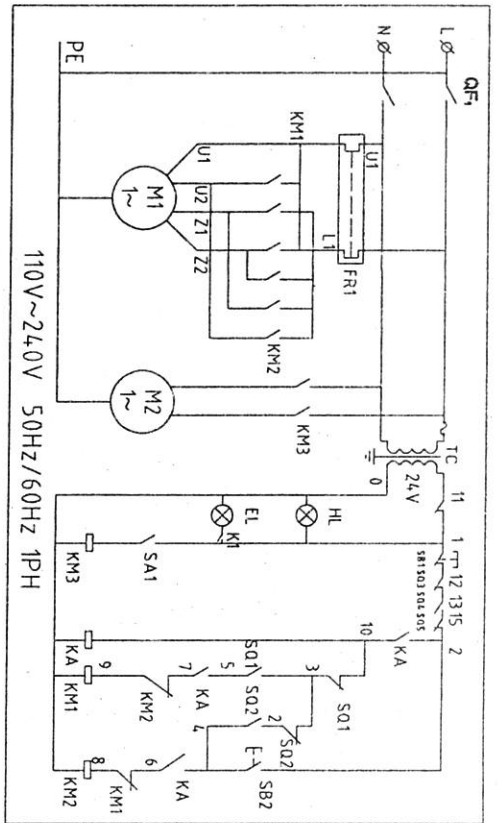 L
N
QF1
PE
U1
L1
FR1
KM1
U1
U2
Z1
Z2
M1
1~
KM2
M2
1~
KM3
TC
24V
0
11
1
SB1 SQ3 SQ4 SQ5
12
13
15
2
HL
EL
K1
SA1
KM3
KA
10
KA
SQ1
3
SQ1
5
KA
7
KM2
9
KM1
SQ2
2
SQ2
4
SB2
E
KA
6
KM1
8
KM2
110V~240V 50Hz/60Hz 1PH